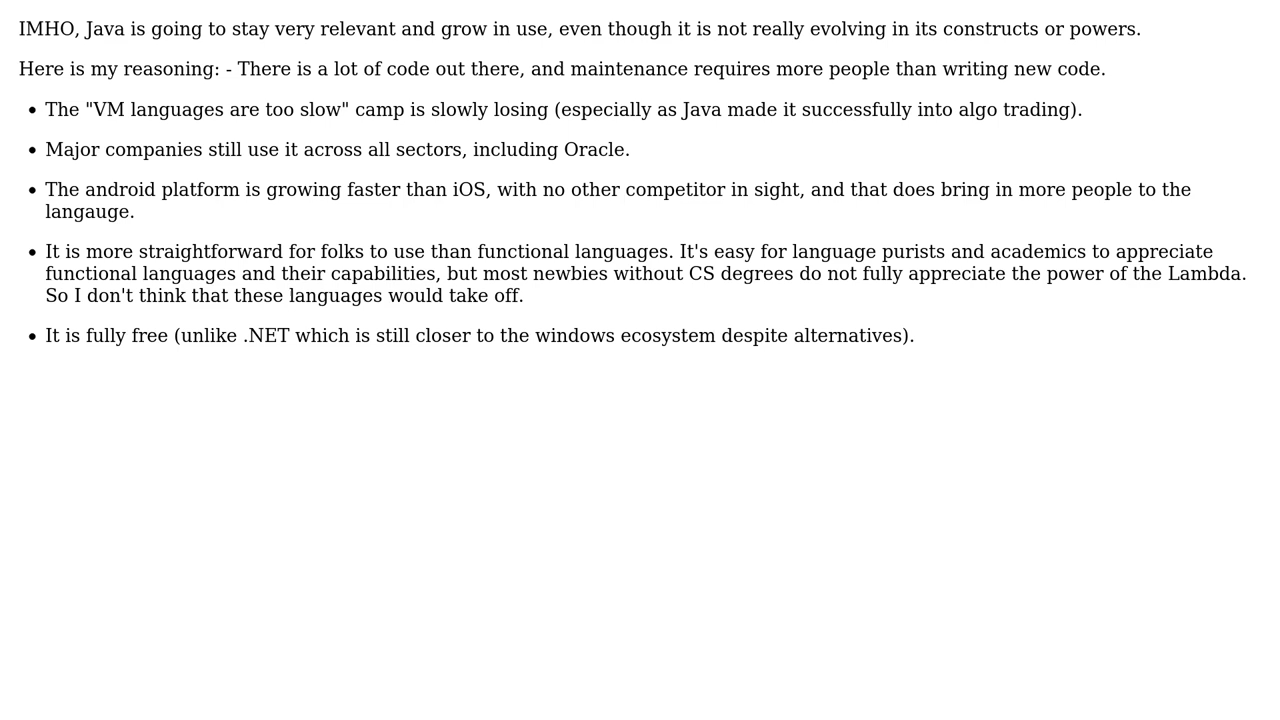 IMHO, Java is going to stay very relevant and grow in use, even though it is not really evolving in its constructs or powers.
Here is my reasoning: - There is a lot of code out there, and maintenance requires more people than writing new code.
• The "VM languages are too slow" camp is slowly losing (especially as Java made it successfully into algo trading).
• Major companies still use it across all sectors, including Oracle.
• The android platform is growing faster than iOS, with no other competitor in sight, and that does bring in more people to the
langauge.
• It is more straightforward for folks to use than functional languages. It's easy for language purists and academics to appreciate
functional languages and their capabilities, but most newbies without CS degrees do not fully appreciate the power of the Lambda.
So I don't think that these languages would take off.
• It is fully free (unlike .NET which is still closer to the windows ecosystem despite alternatives).